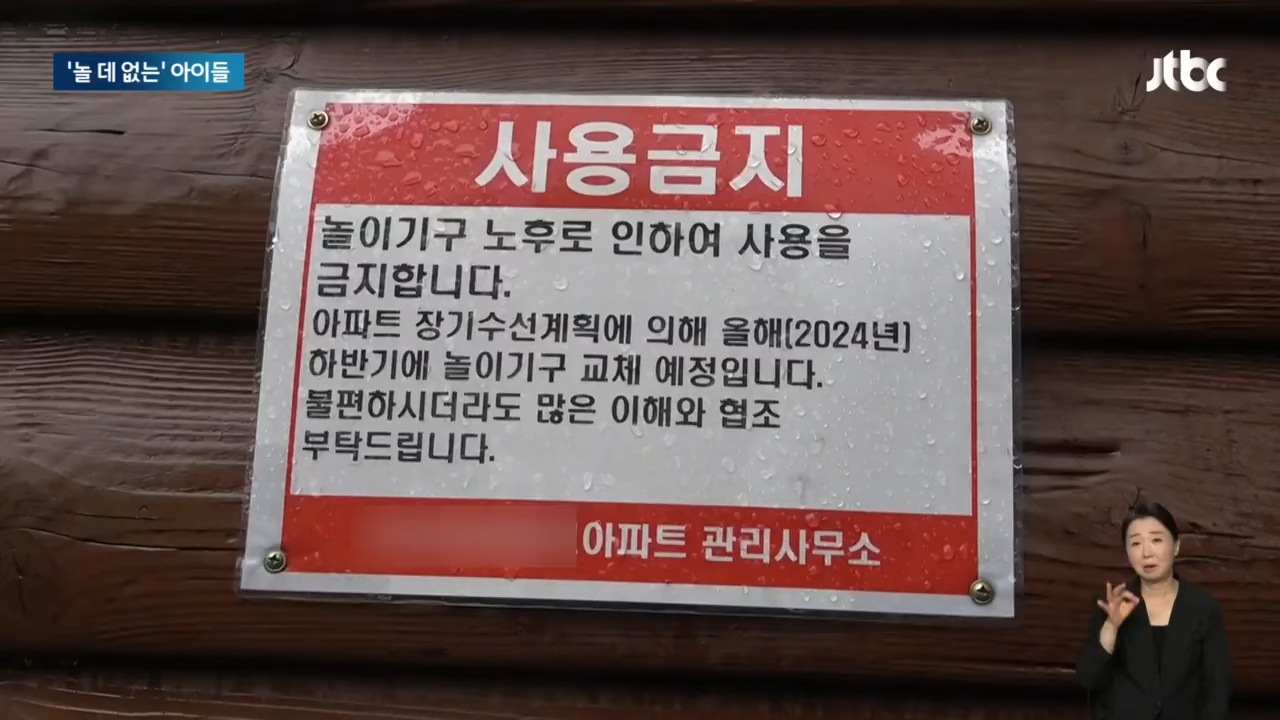 '놀 데 없는' 아이들
jtbc
사용금지
놀이기구 노후로 인하여 사용을
금지합니다.
아파트 장기수선계획에 의해 올해(2024년)
하반기에 놀이기구 교체 예정입니다.
불편하시더라도 많은 이해와 협조
부탁드립니다.
아파트 관리사무소